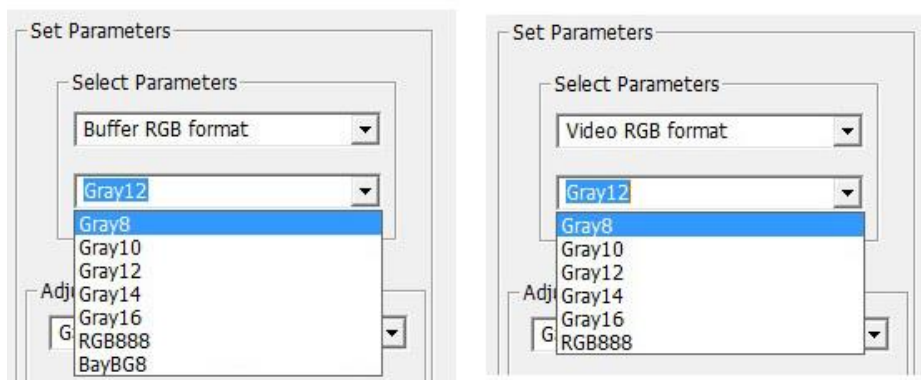 Set Parameters
Select Parameters
Buffer RGB format
Gray12
Gray8
Gray10
Gray12
Gray14
Gray16
RGB888
BayBG8
Set Parameters
Select Parameters
Video RGB format
Gray12
Gray8
Gray10
Gray12
Gray14
Gray16
RGB888